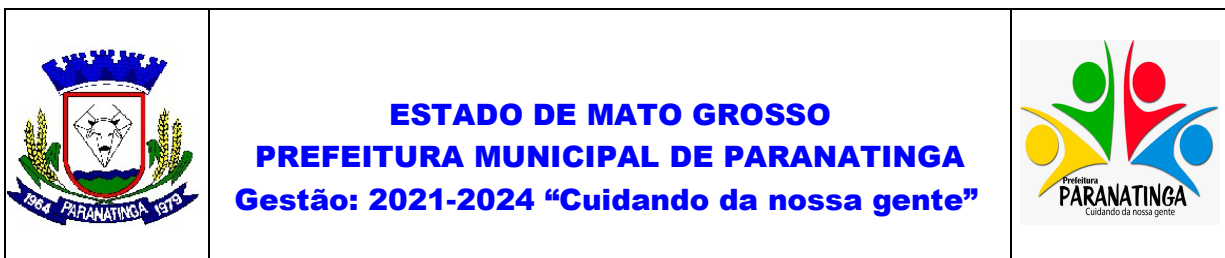 1964 PARANATINGA 1979
ESTADO DE MATO GROSSO
PREFEITURA MUNICIPAL DE PARANATINGA
Gestão: 2021-2024 “Cuidando da nossa gente”
Prefeitura
PARANATINGA
Cuidando da nossa gente